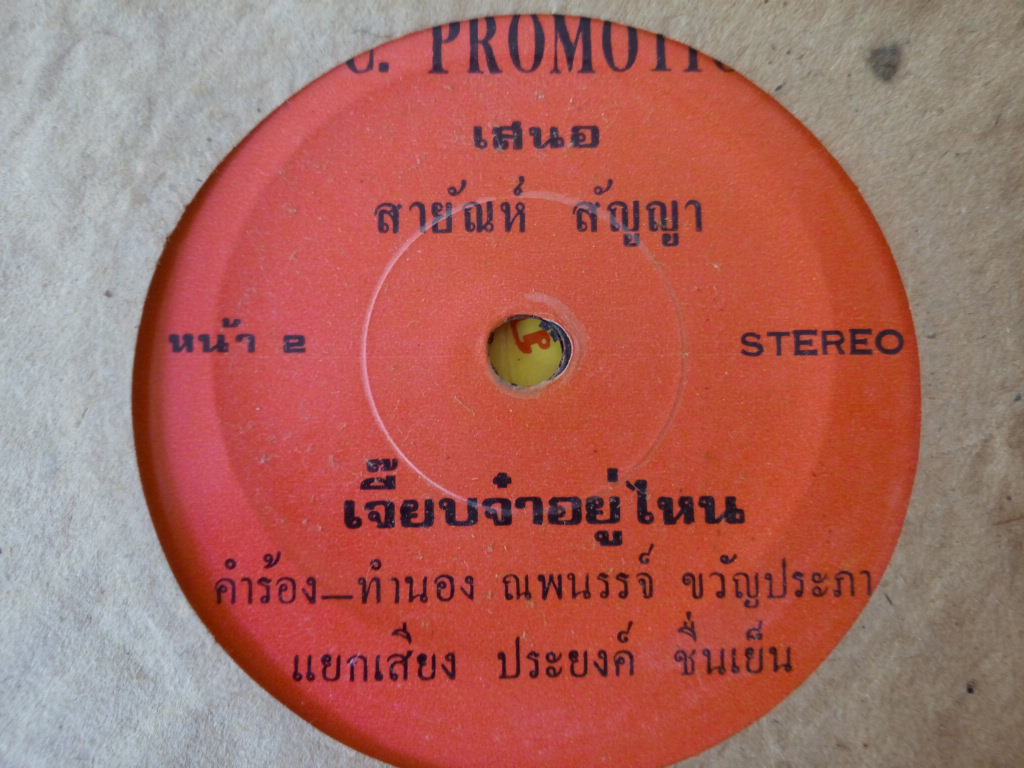 PROMOTIO
เสนอ
สายัณห์ สัญญา
หน้า ๒ STEREO
เจี๊ยบจ๋าอยู่ไหน
คำร้อง—ทำนอง ณพนรรจ์ ขวัญประภา
แยกเสียง ประยงค์ ชื่นเย็น